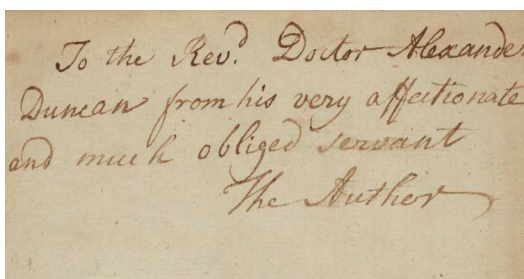 To the Revd. Doctor Alexander
Duncan from his very affectionate
and much obliged servant
The Author